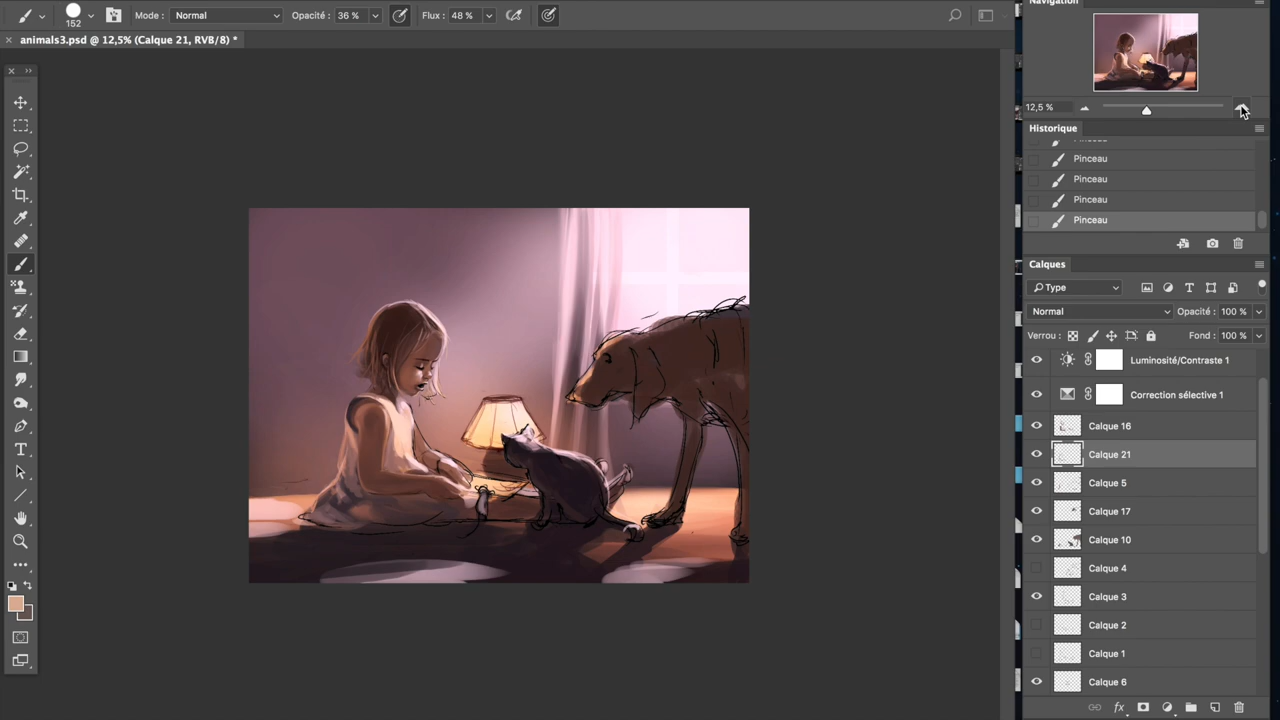 Navigation
152 Mode : Normal Opacité : 36 % Flux : 48 %
animals3.psd @ 12,5% (Calque 21, RVB/8) *
12,5 %
Historique
Pinceau
Pinceau
Pinceau
Pinceau
Pinceau
Calques
Type
Normal Opacité : 100 %
Verrou : Fond : 100 %
Luminosité/Contraste 1
Correction sélective 1
Calque 16
Calque 21
Calque 5
Calque 17
Calque 10
Calque 4
Calque 3
Calque 2
Calque 1
Calque 6
fx